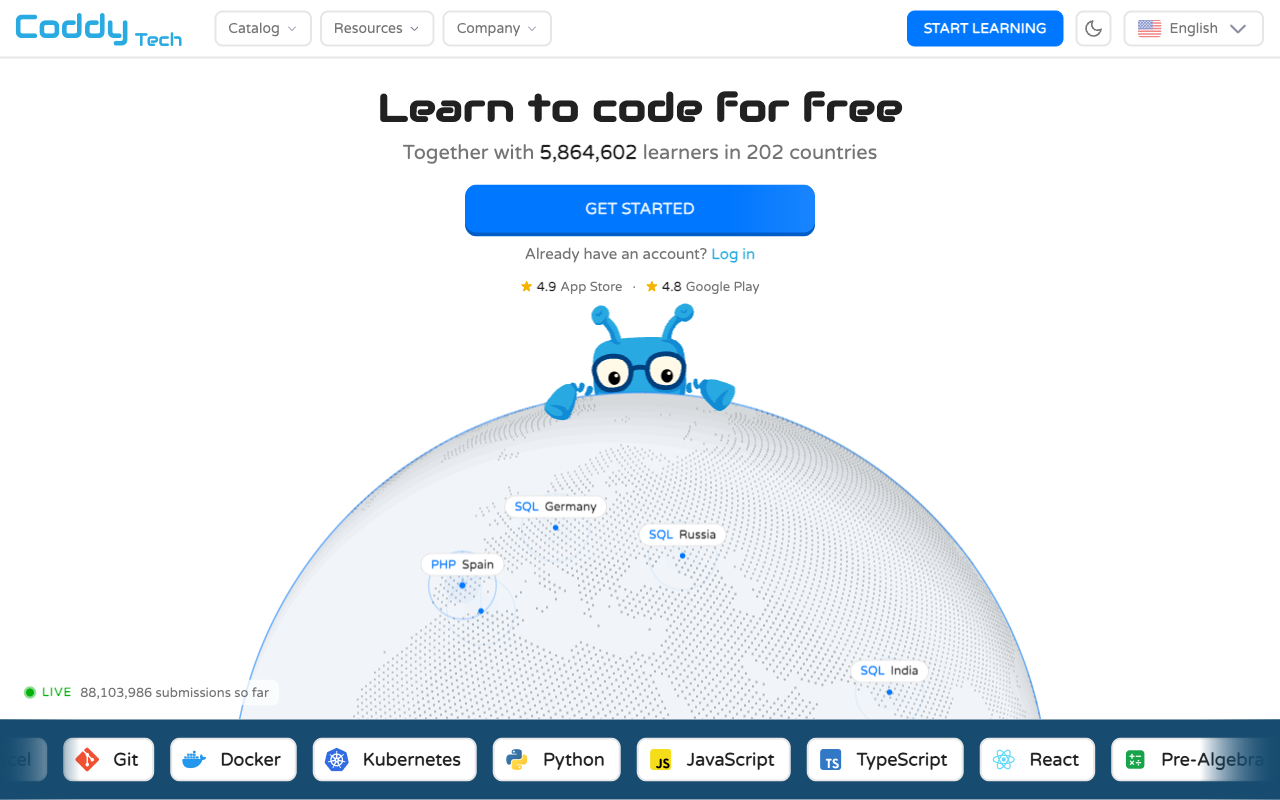 Coddy Tech
Catalog
Resources
Company
START LEARNING
English
Learn to code for free
Together with 5,864,602 learners in 202 countries
GET STARTED
Already have an account? Log in
4.9 App Store · 4.8 Google Play
SQL Germany
SQL Russia
PHP Spain
SQL India
LIVE 88,103,986 submissions so far
cel
Git
Docker
Kubernetes
Python
JS JavaScript
TS TypeScript
React
Pre-Algebra